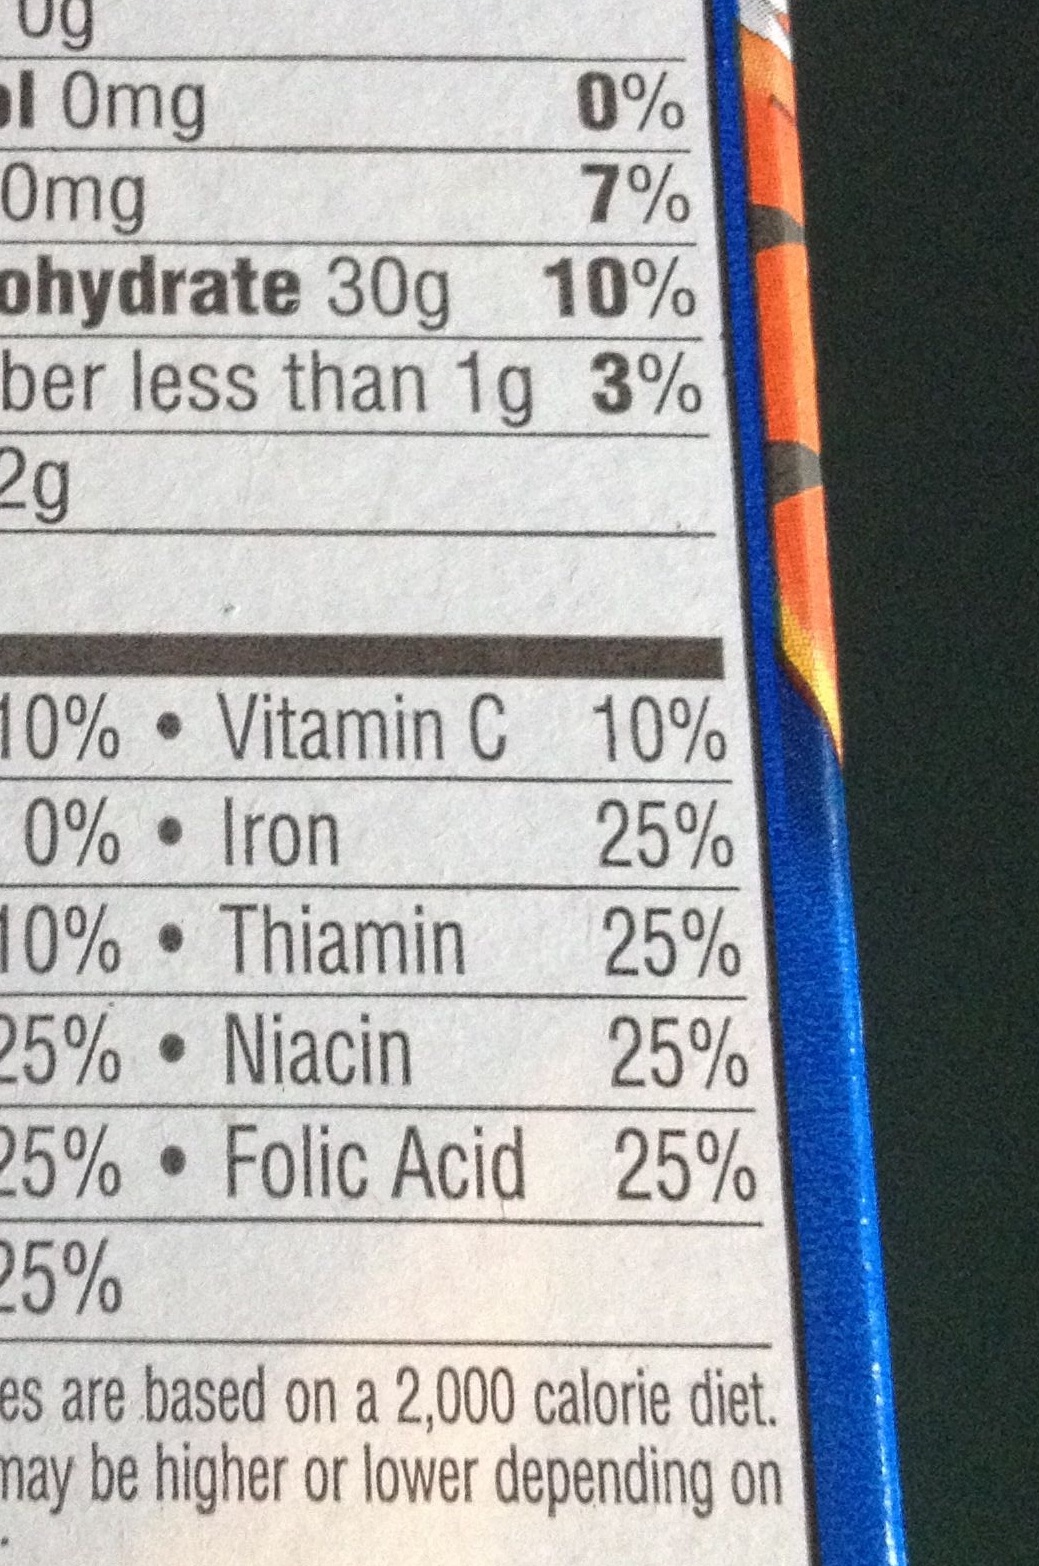 0g
ol 0mg 0%
0mg 7%
ohydrate 30g 10%
ber less than 1g 3%
2g
10% • Vitamin C 10%
0% • Iron 25%
10% • Thiamin 25%
25% • Niacin 25%
25% • Folic Acid 25%
25%
es are based on a 2,000 calorie diet.
may be higher or lower depending on
.